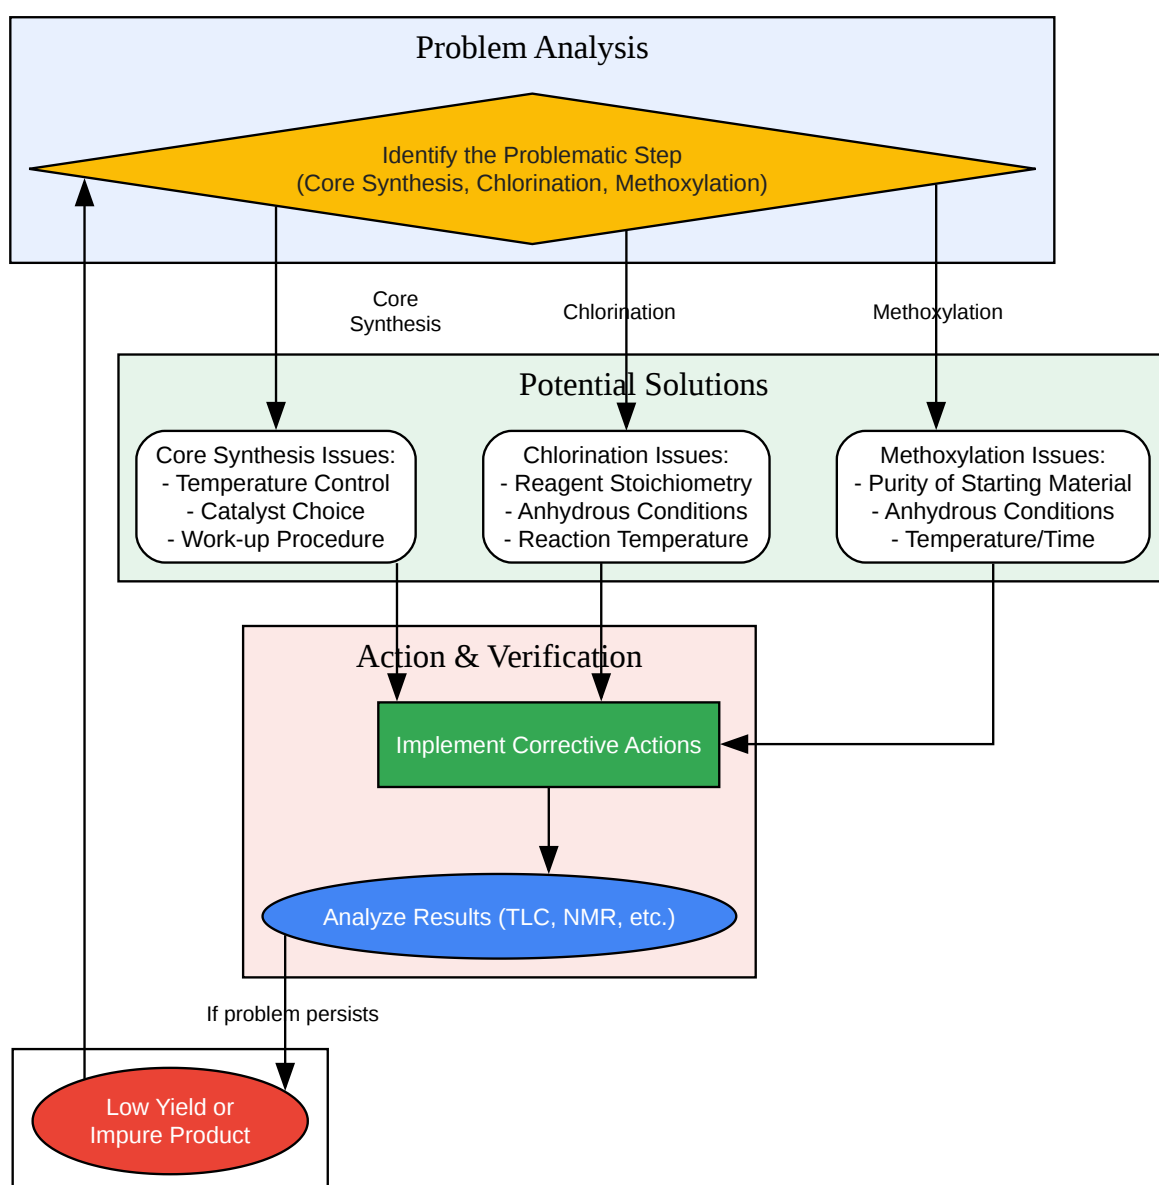 Problem Analysis
Identify the Problematic Step
(Core Synthesis, Chlorination, Methoxylation)
Core
Synthesis
Chlorination
Methoxylation
Potential Solutions
Core Synthesis Issues:
- Temperature Control
- Catalyst Choice
- Work-up Procedure
Chlorination Issues:
- Reagent Stoichiometry
- Anhydrous Conditions
- Reaction Temperature
Methoxylation Issues:
- Purity of Starting Material
- Anhydrous Conditions
- Temperature/Time
Action & Verification
Implement Corrective Actions
Analyze Results (TLC, NMR, etc.)
If problem persists
Low Yield or
Impure Product